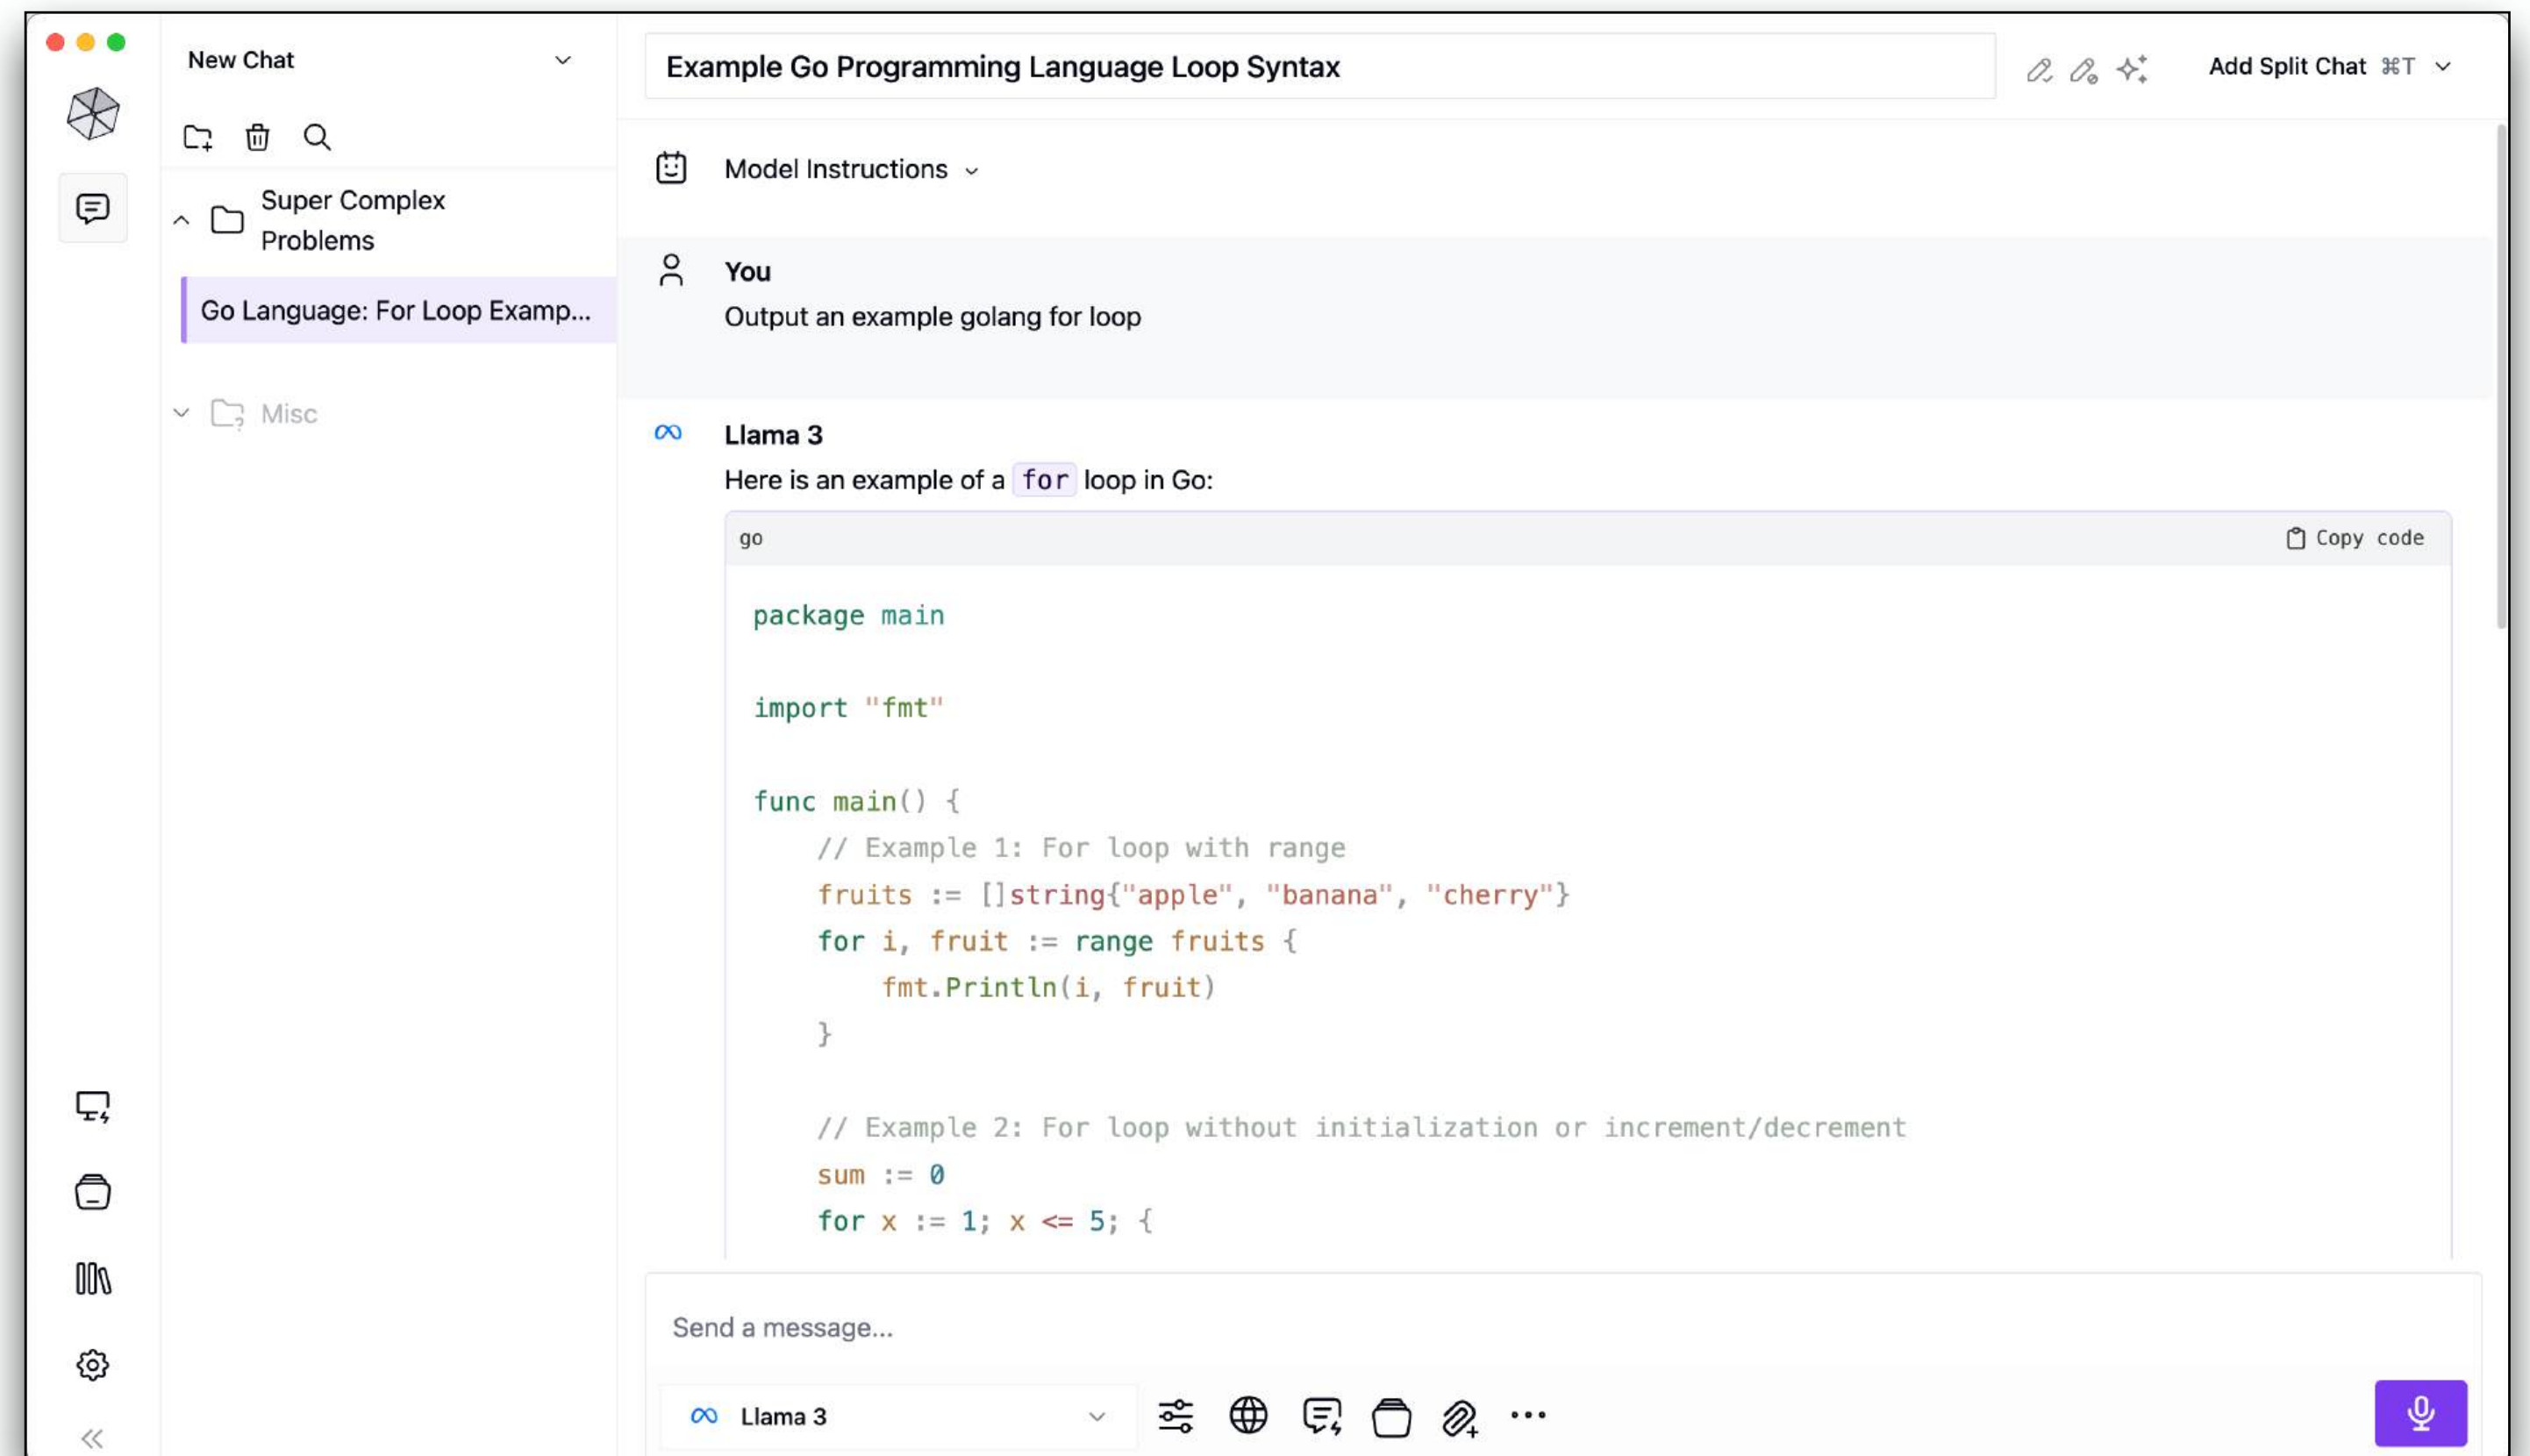 New Chat
Super Complex
Problems
Go Language: For Loop Examp...
Misc
Example Go Programming Language Loop Syntax
Add Split Chat ⌘T
Model Instructions
You
Output an example golang for loop
Llama 3
Here is an example of a for loop in Go:
go
Copy code
package main
import "fmt"
func main() {
    // Example 1: For loop with range
    fruits := []string{"apple", "banana", "cherry"}
    for i, fruit := range fruits {
        fmt.Println(i, fruit)
    }
    // Example 2: For loop without initialization or increment/decrement
    sum := 0
    for x := 1; x <= 5; {
Send a message...
Llama 3